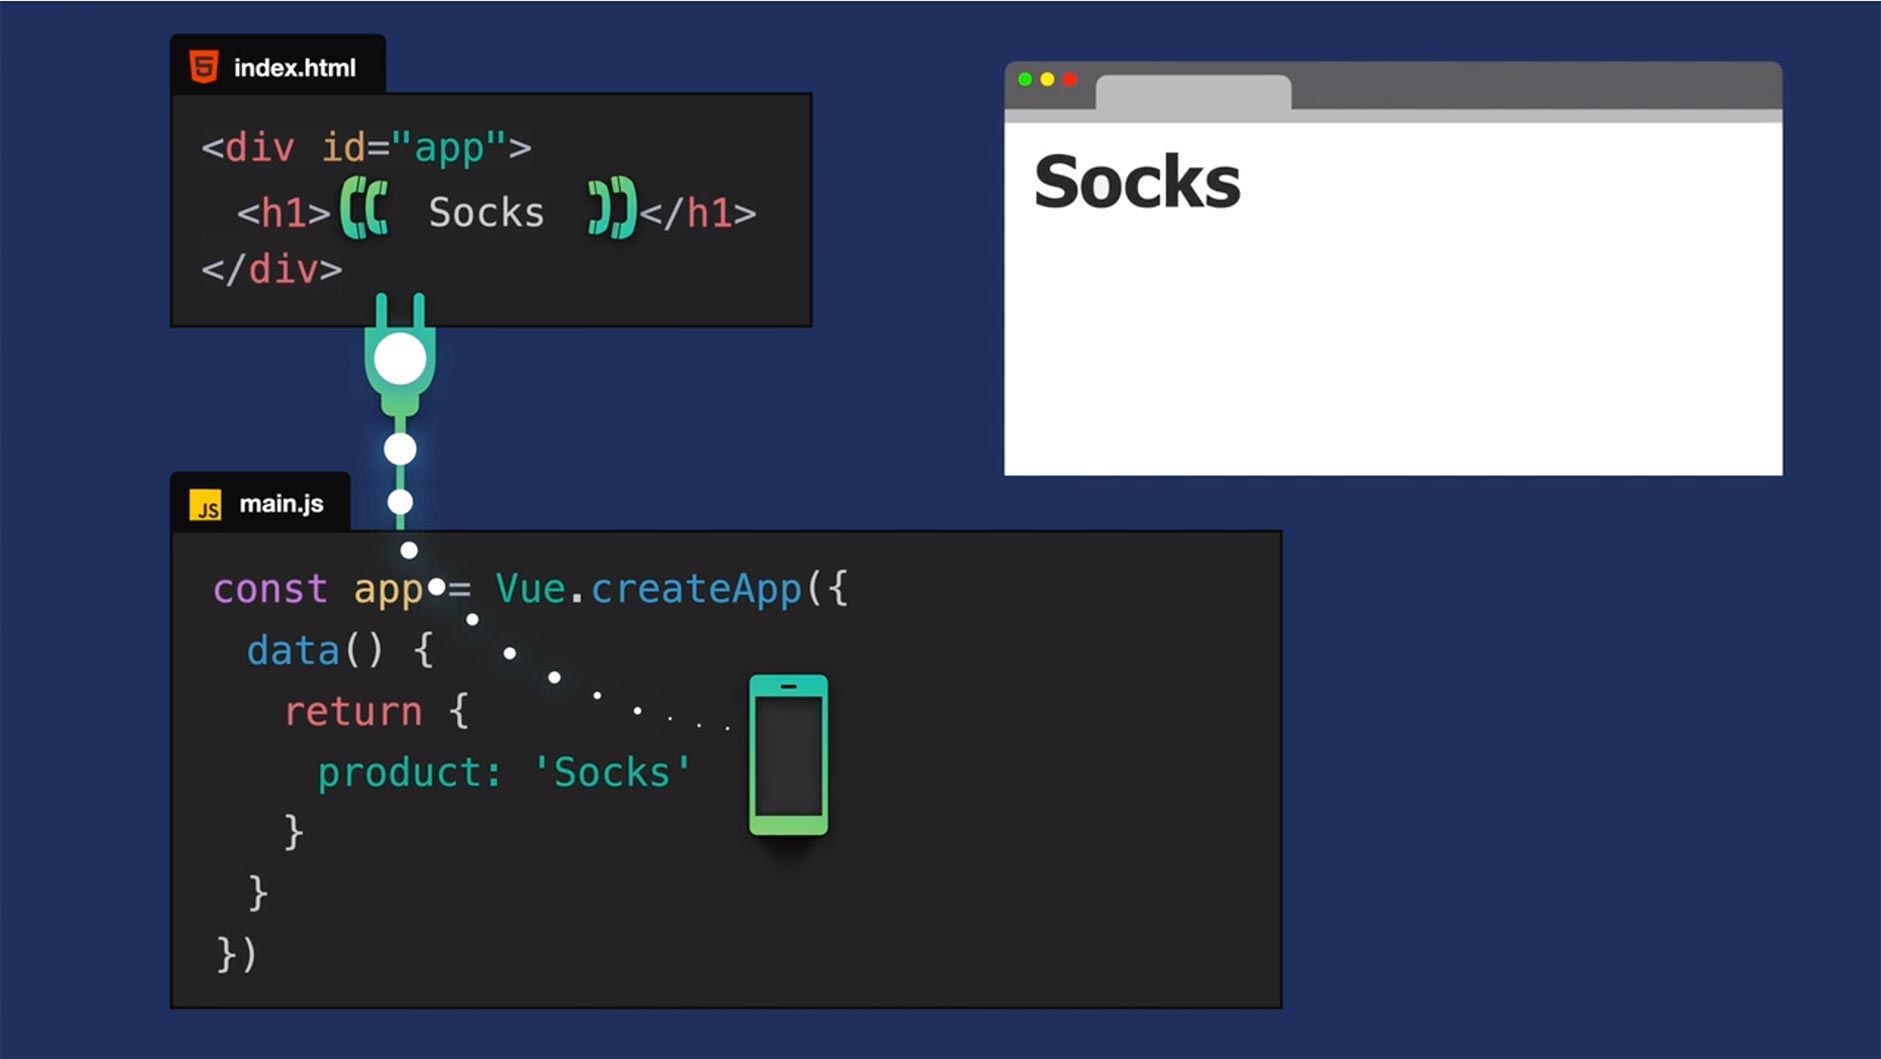 index.html
<div id="app">
<h1> Socks </h1>
</div>
Socks
JS main.js
const app = Vue.createApp({
data() {
return {
product: 'Socks'
}
}
})